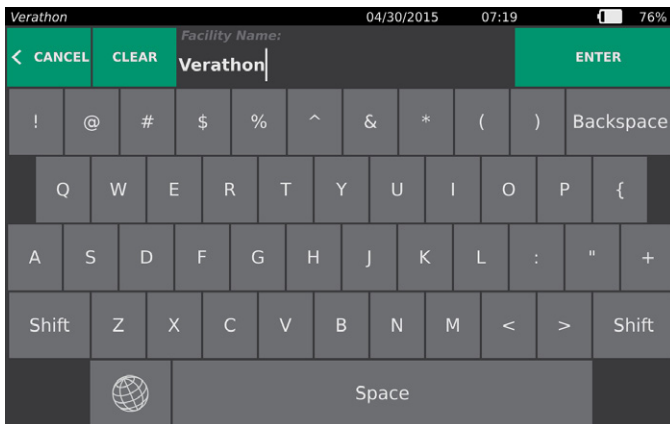 Verathon 04/30/2015 07:19 76%
Facility Name:
< CANCEL CLEAR Verathon ENTER
! @ # $ % ^ & * ( ) Backspace
Q W E R T Y U I O P {
A S D F G H J K L : " +
Shift Z X C V B N M < > Shift
Space